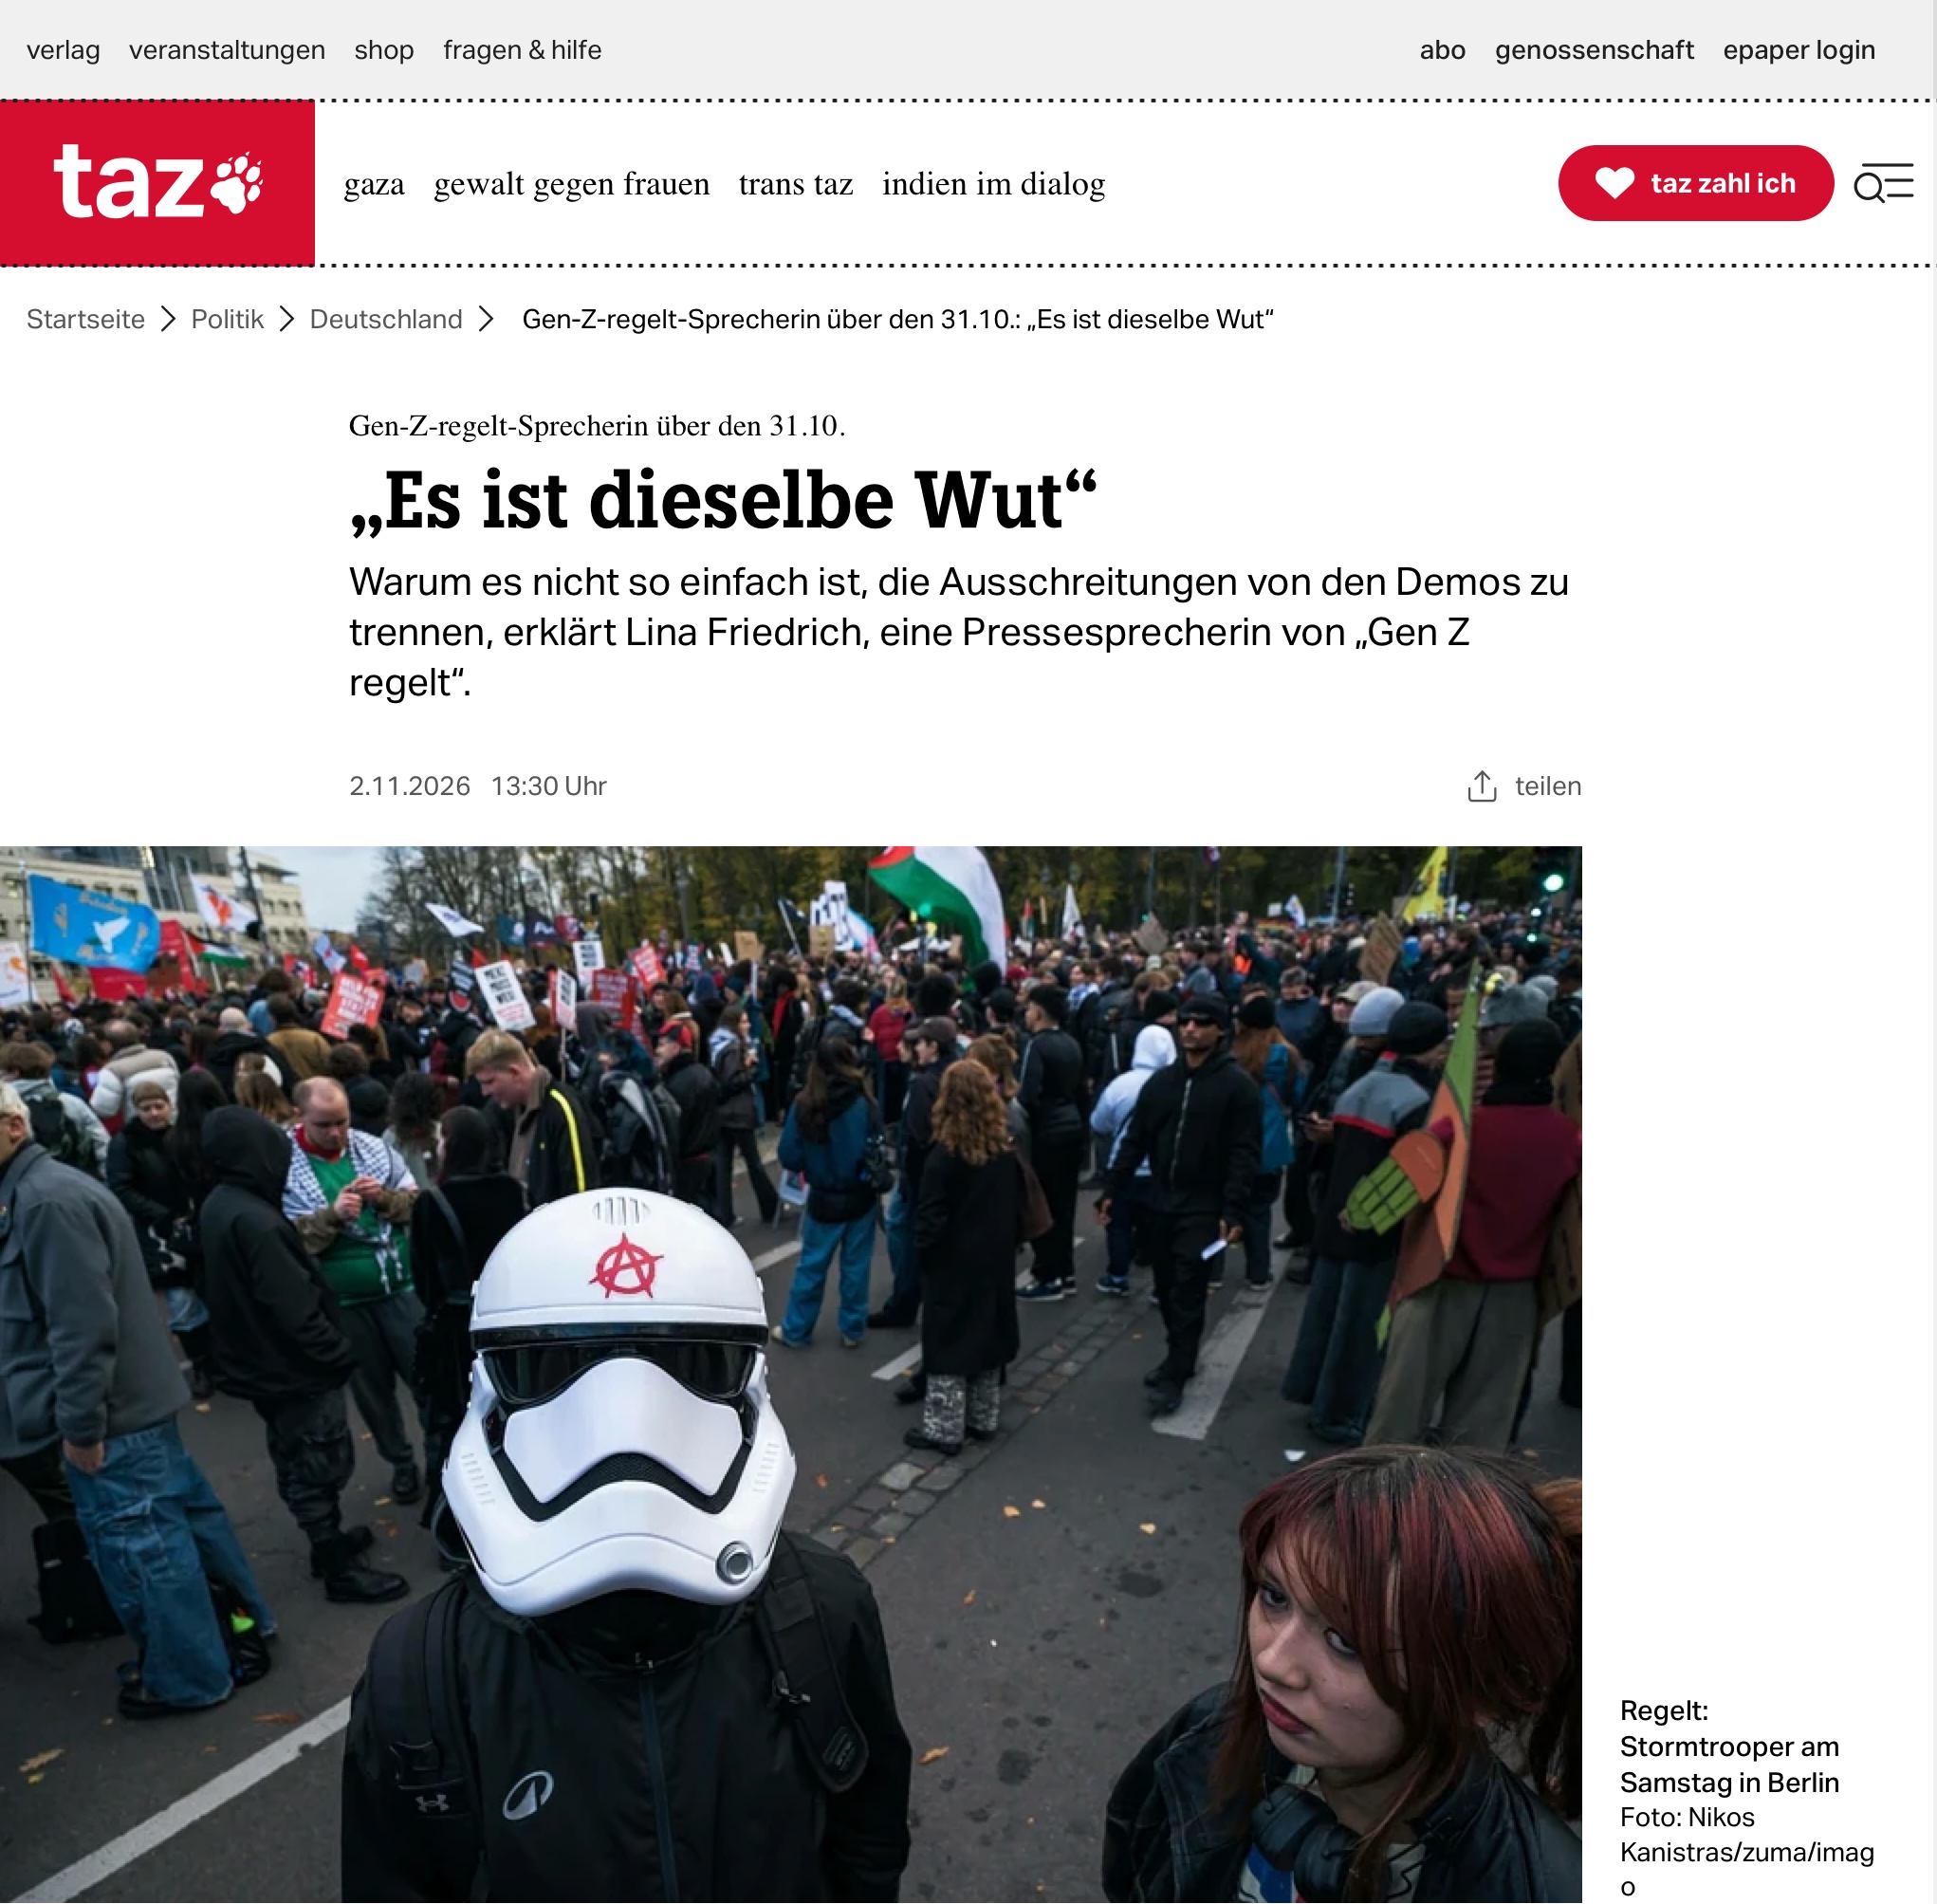 verlag veranstaltungen shop fragen & hilfe abo genossenschaft epaper login
taz
gaza gewalt gegen frauen trans taz indien im dialog
taz zahl ich
Startseite Politik Deutschland Gen-Z-regelt-Sprecherin über den 31.10.: „Es ist dieselbe Wut“
Gen-Z-regelt-Sprecherin über den 31.10.
„Es ist dieselbe Wut“
Warum es nicht so einfach ist, die Ausschreitungen von den Demos zu
trennen, erklärt Lina Friedrich, eine Pressesprecherin von „Gen Z
regelt“.
2.11.2026 13:30 Uhr teilen
Regelt:
Stormtrooper am
Samstag in Berlin
Foto: Nikos
Kanistras/zuma/imag
o